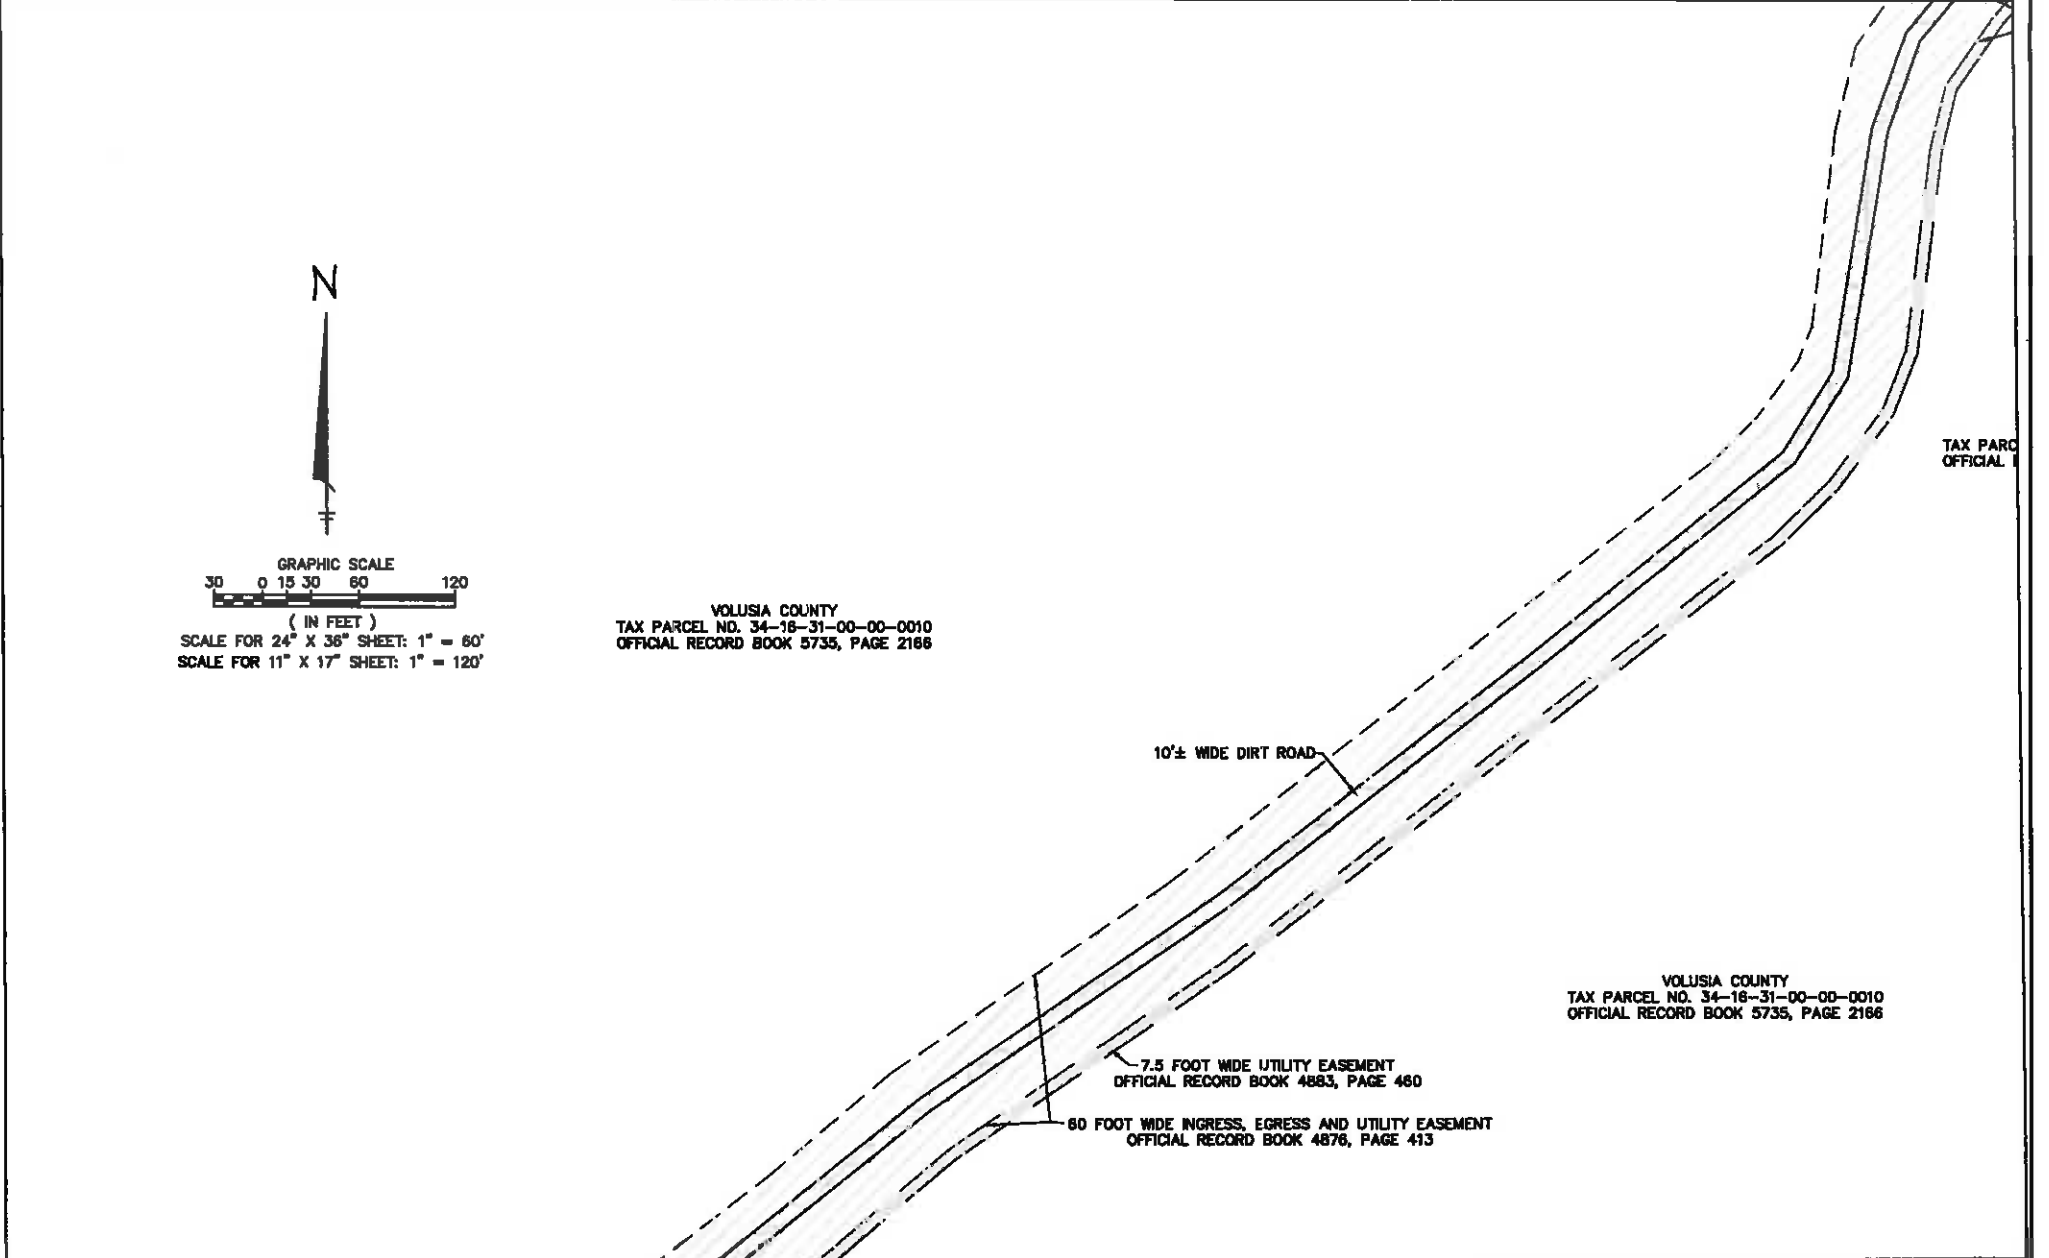 N
TAX PARC
OFFICIAL
GRAPHIC SCALE
30 0 15 30 60 120
( IN FEET )
SCALE FOR 24" X 36" SHEET: 1" = 60'
SCALE FOR 11" X 17" SHEET: 1" = 120'
VOLUSIA COUNTY
TAX PARCEL NO. 34-16-31-00-00-0010
OFFICIAL RECORD BOOK 5735, PAGE 2166
10'± WIDE DIRT ROAD
VOLUSIA COUNTY
TAX PARCEL NO. 34-16-31-00-00-0010
OFFICIAL RECORD BOOK 5735, PAGE 2166
7.5 FOOT WIDE UTILITY EASEMENT
OFFICIAL RECORD BOOK 4883, PAGE 460
60 FOOT WIDE INGRESS, EGRESS AND UTILITY EASEMENT
OFFICIAL RECORD BOOK 4876, PAGE 413